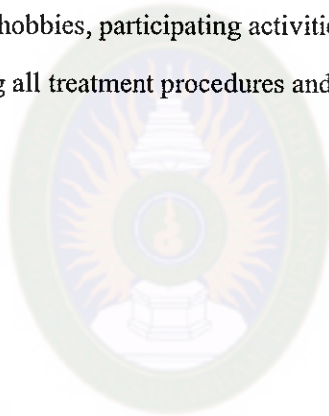 hobbies, participating activitie
g all treatment procedures and